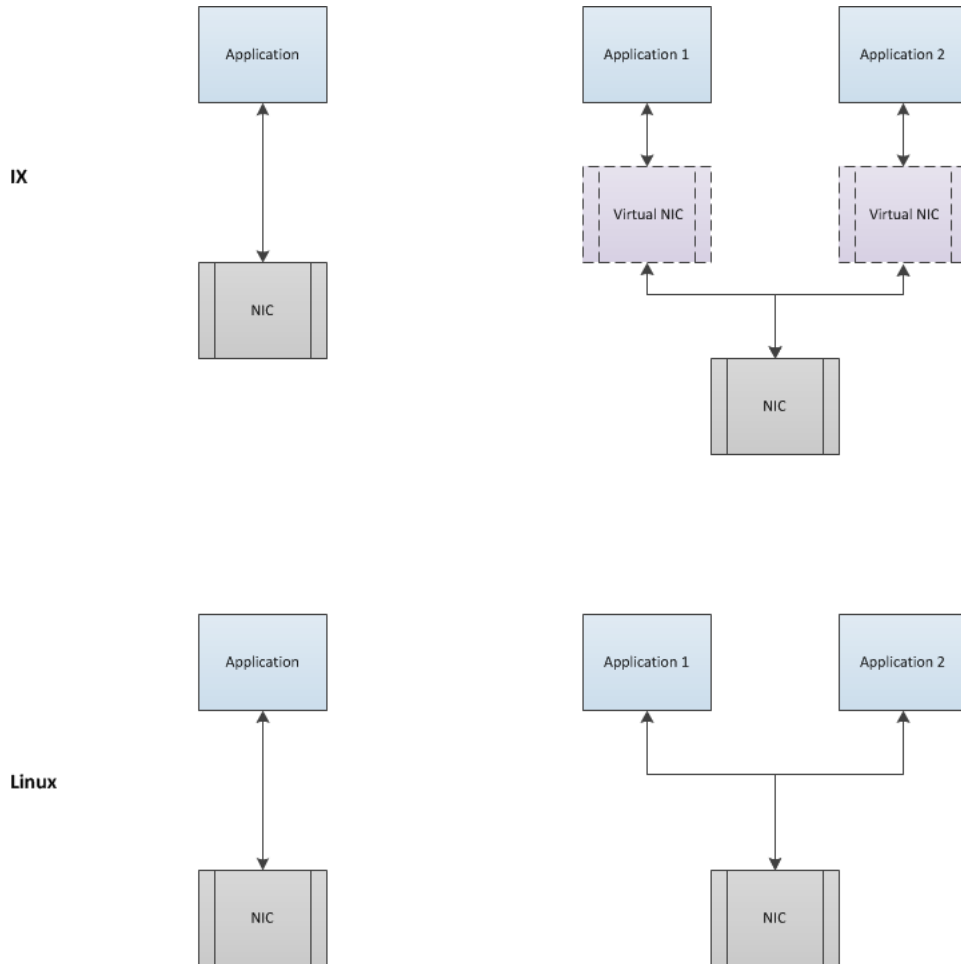 Application
Application 1
Application 2
IX
Virtual NIC
Virtual NIC
NIC
NIC
Application
Application 1
Application 2
Linux
NIC
NIC